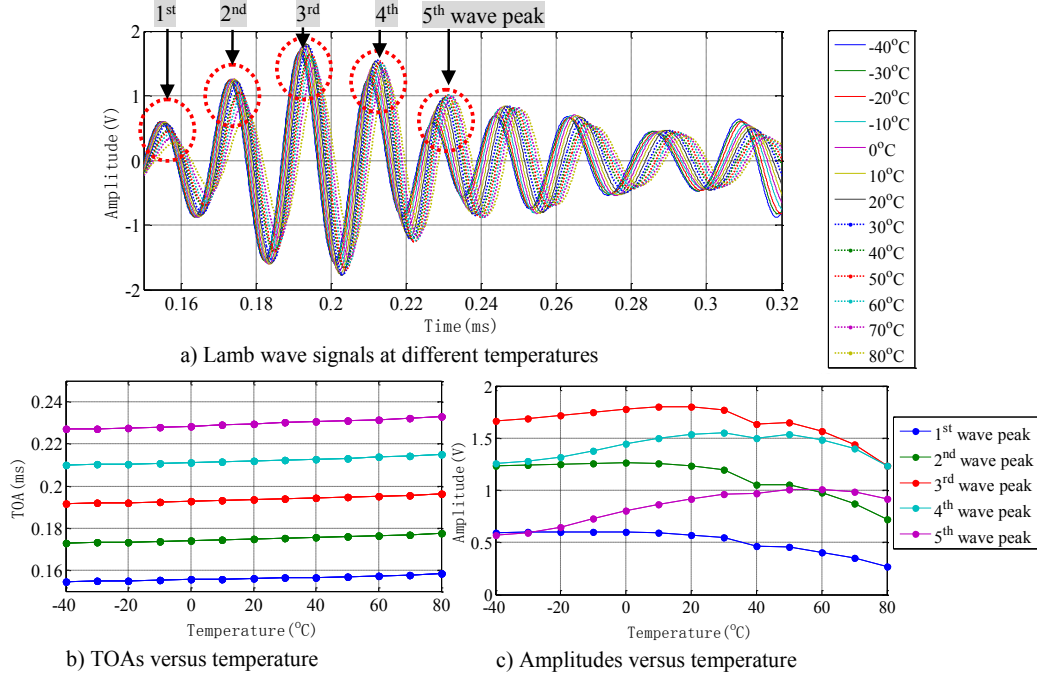 1st 2nd 3rd 4th 5th wave peak
2
1
0
-1
-2
Amplitude(V)
0.16 0.18 0.2 0.22 0.24 0.26 0.28 0.3 0.32
Time(ms)
-40°C
-30°C
-20°C
-10°C
0°C
10°C
20°C
30°C
40°C
50°C
60°C
70°C
80°C
a) Lamb wave signals at different temperatures
0.24
0.22
0.2
0.18
0.16
TOA(ms)
-40 -20 0 20 40 60 80
Temperature(°C)
b) TOAs versus temperature
2
1.5
1
0.5
0
Amplitude(V)
-40 -20 0 20 40 60 80
Temperature(°C)
c) Amplitudes versus temperature
1st wave peak
2nd wave peak
3rd wave peak
4th wave peak
5th wave peak